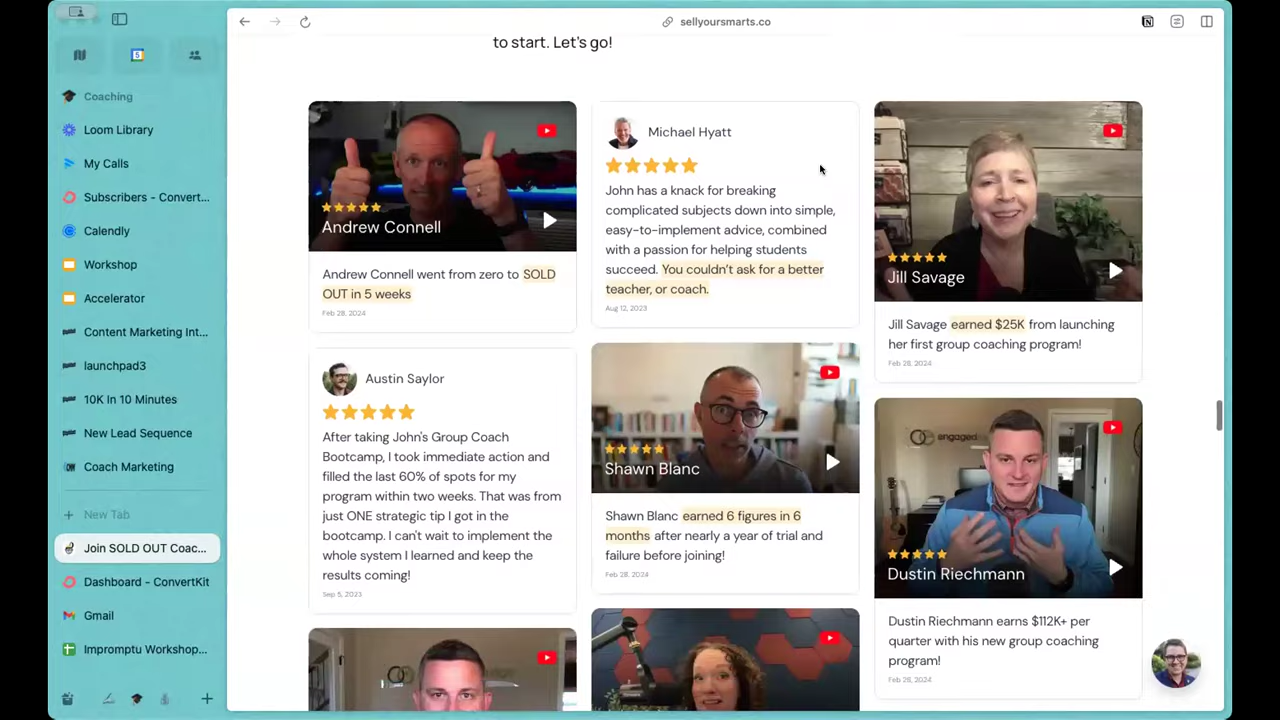 sellyoursmarts.co
5
Coaching
Loom Library
My Calls
Subscribers - Convert...
Calendly
Workshop
Accelerator
Content Marketing Int...
launchpad3
10K In 10 Minutes
New Lead Sequence
Coach Marketing
New Tab
Join SOLD OUT Coac...
Dashboard - ConvertKit
Gmail
Impromptu Workshop...
to start. Let's go!
Andrew Connell
Andrew Connell went from zero to SOLD
OUT in 5 weeks
Feb 28, 2024
Austin Saylor
After taking John's Group Coach
Bootcamp, I took immediate action and
filled the last 60% of spots for my
program within two weeks. That was from
just ONE strategic tip I got in the
bootcamp. I can't wait to implement the
whole system I learned and keep the
results coming!
Sep 5, 2023
Michael Hyatt
John has a knack for breaking
complicated subjects down into simple,
easy-to-implement advice, combined
with a passion for helping students
succeed. You couldn’t ask for a better
teacher, or coach.
Aug 12, 2023
Shawn Blanc
Shawn Blanc earned 6 figures in 6
months after nearly a year of trial and
failure before joining!
Feb 28, 2024
Jill Savage
Jill Savage earned $25K from launching
her first group coaching program!
Feb 28, 2024
engaged
Dustin Riechmann
Dustin Riechmann earns $112K+ per
quarter with his new group coaching
program!
Feb 28, 2024